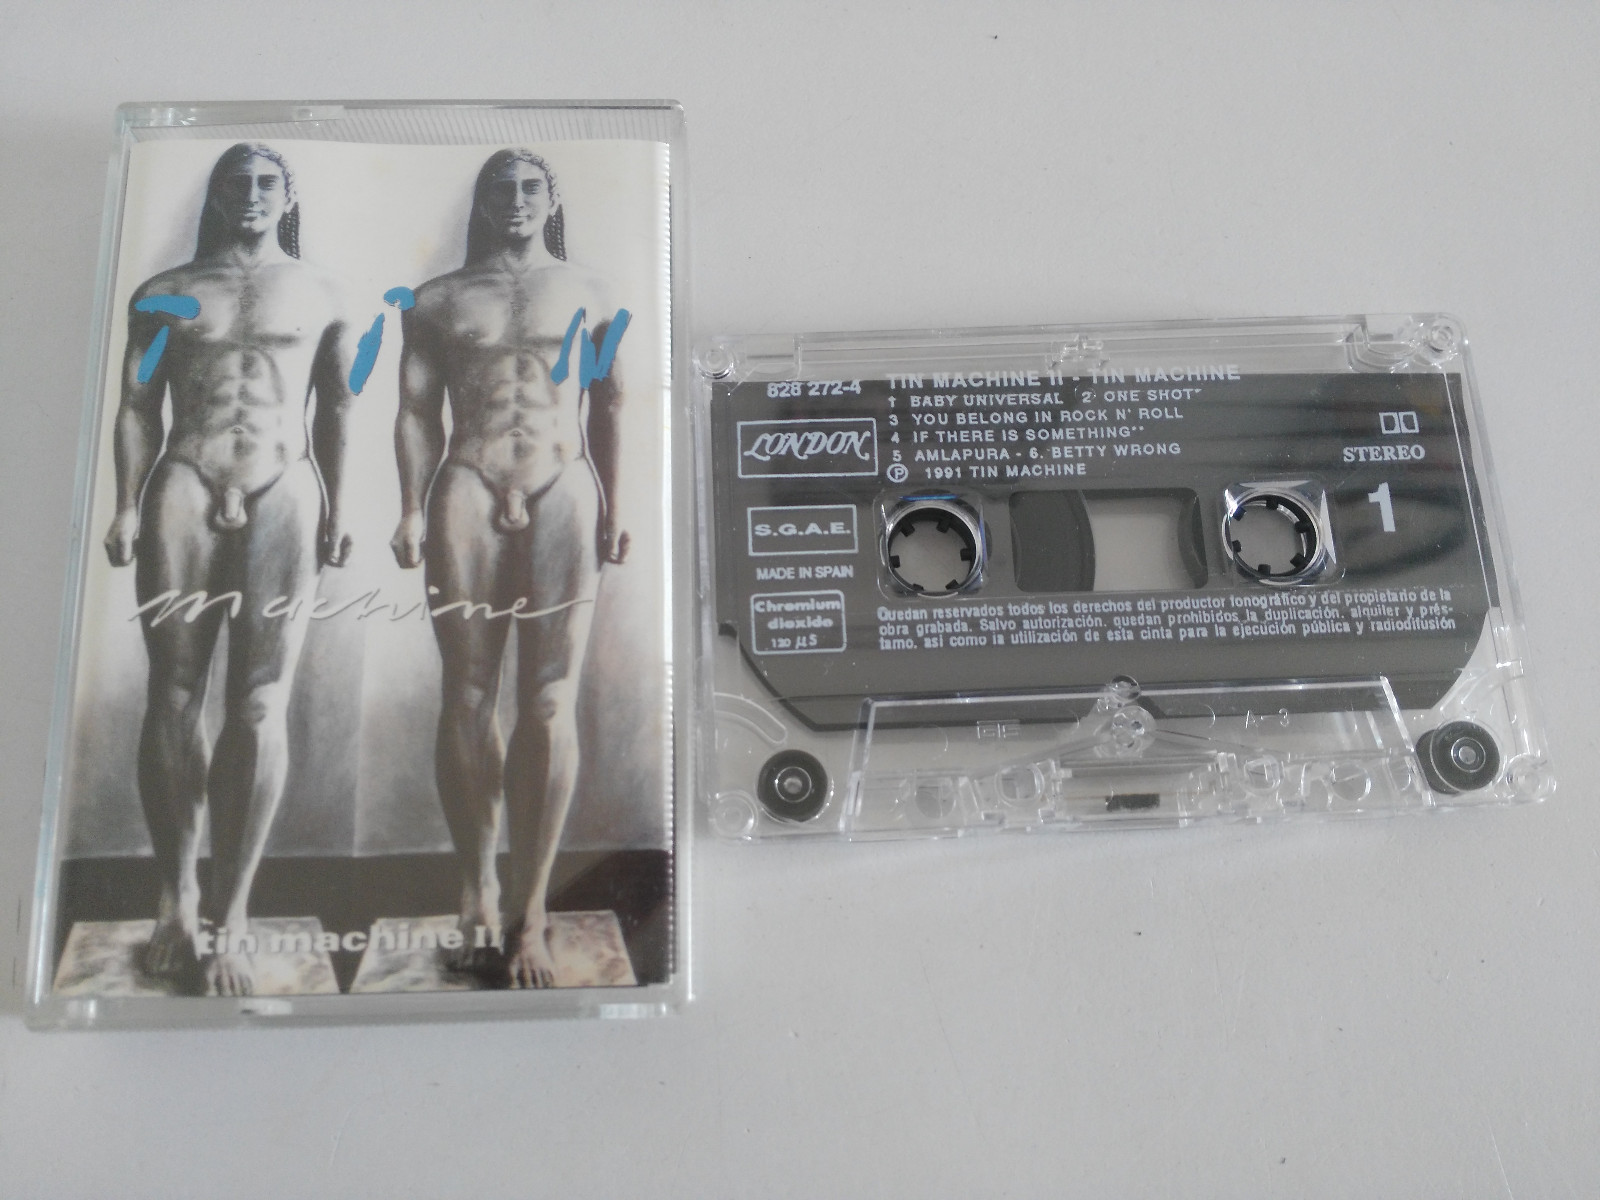 TiN
machine
tin machine II
828 272-4
TIN MACHINE II - TIN MACHINE
1 BABY UNIVERSAL 2 ONE SHOT*
3 YOU BELONG IN ROCK N' ROLL
4 IF THERE IS SOMETHING**
5 AMLAPURA - 6. BETTY WRONG
Ⓟ 1991 TIN MACHINE
LONDON
STEREO
1
S.G.A.E.
MADE IN SPAIN
Chromium
dioxide
120 µS
Quedan reservados todos los derechos del productor fonográfico y del propietario de la
obra grabada. Salvo autorización, quedan prohibidos la duplicación, alquiler y prés-
tamo, así como la utilización de esta cinta para la ejecución pública y radiodifusión
A-3